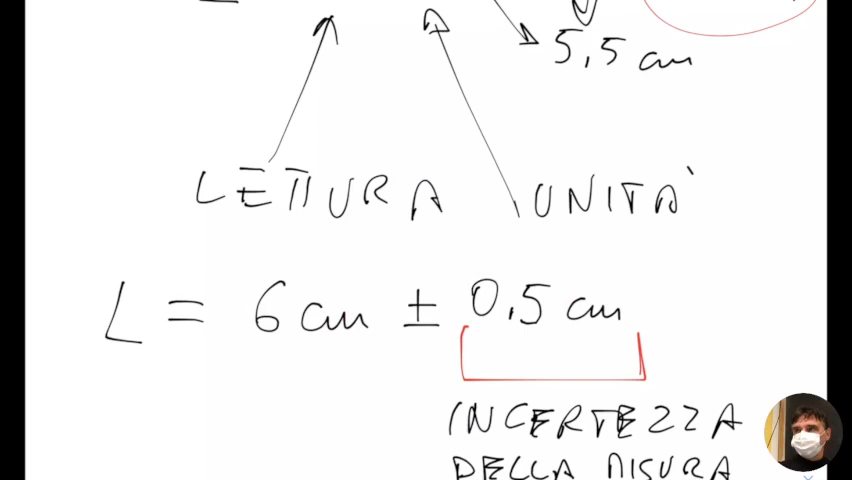 5,5 cm
LETTURA UNITÀ
L = 6 cm ± 0,5 cm
INCERTEZZA
DELLA MISURA